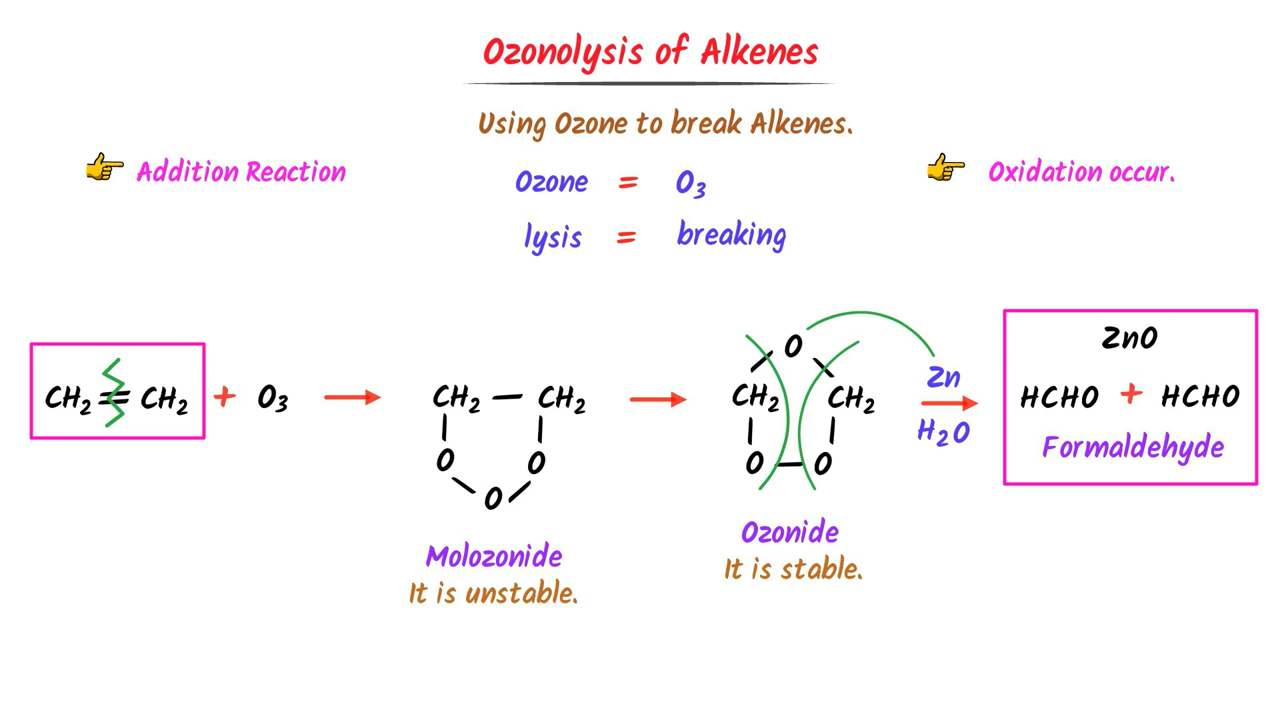 Ozonolysis of Alkenes
Using Ozone to break Alkenes.
👉 Addition Reaction
Ozone = O₃
lysis = breaking
👉 Oxidation occur.
CH₂ = CH₂ + O₃ →
CH₂ — CH₂
O O
O
Molozonide
It is unstable.
→
O
CH₂ CH₂
O — O
Ozonide
It is stable.
Zn
→
H₂O
ZnO
HCHO + HCHO
Formaldehyde